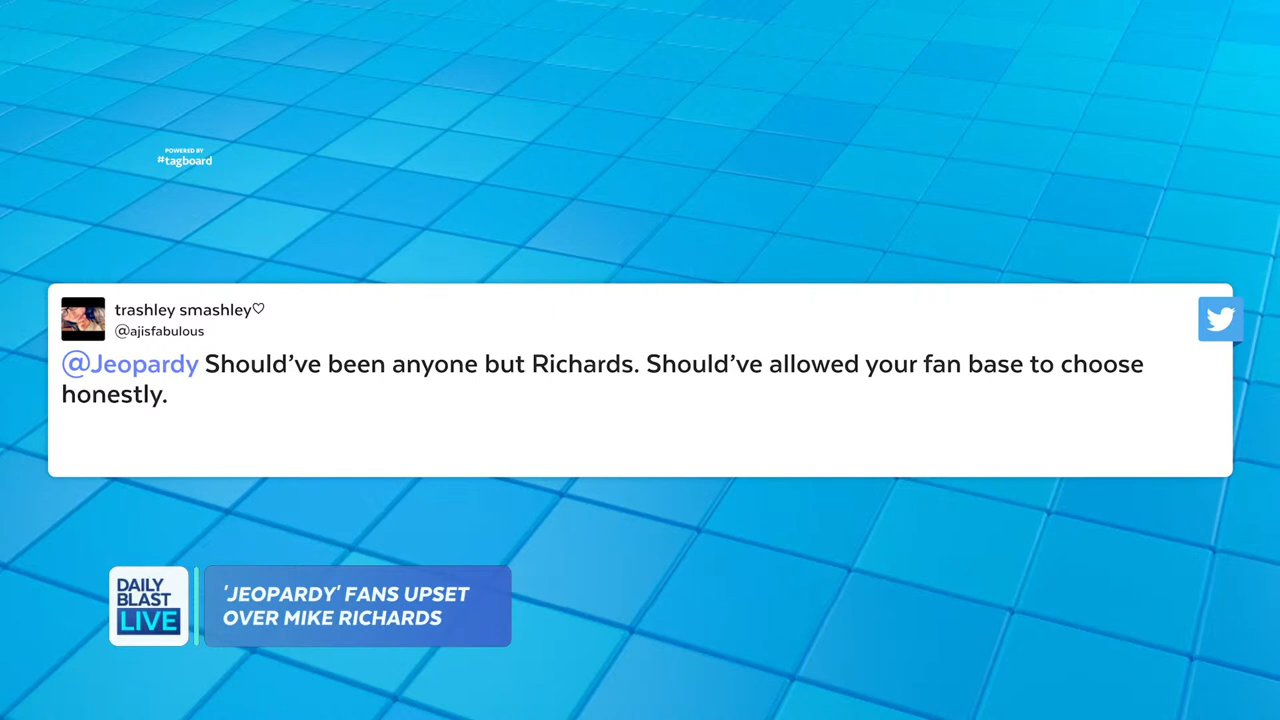 POWERED BY
#tagboard
trashley smashley♡
@ajisfabulous
@Jeopardy Should’ve been anyone but Richards. Should’ve allowed your fan base to choose
honestly.
DAILY
BLAST
LIVE
'JEOPARDY' FANS UPSET
OVER MIKE RICHARDS